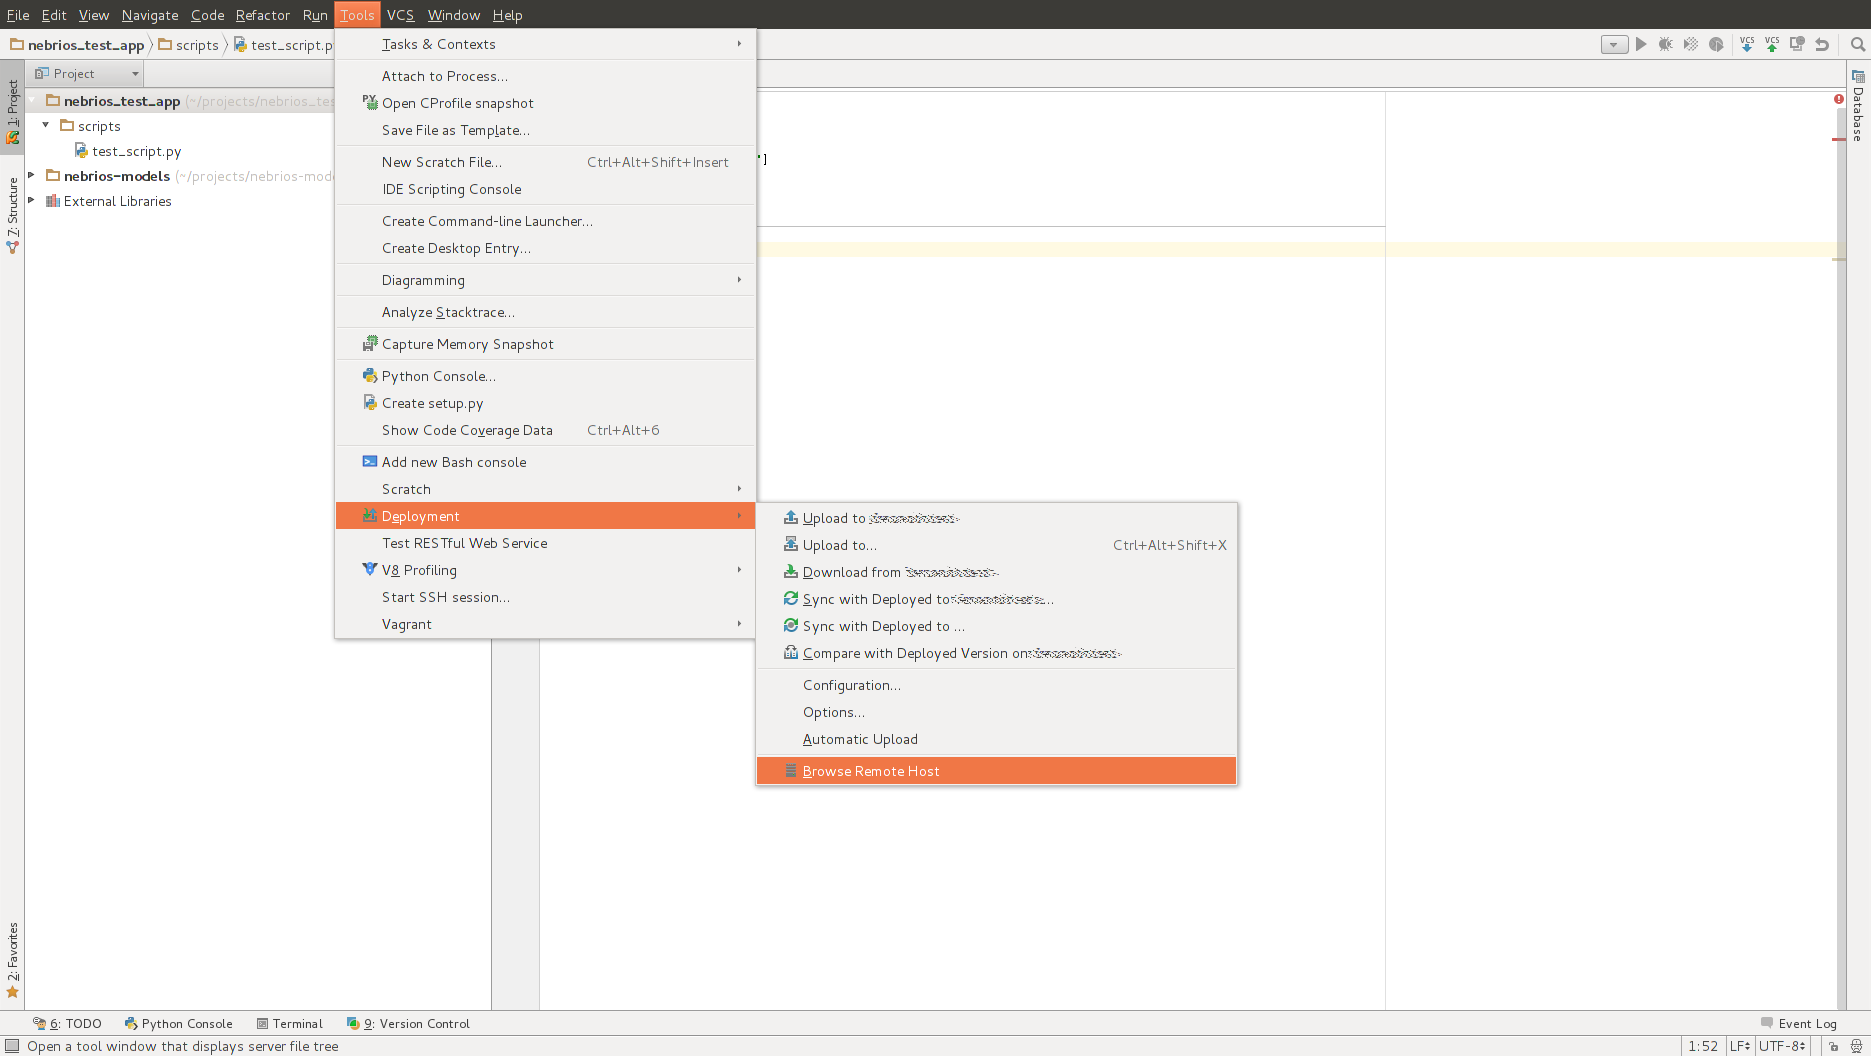 File Edit View Navigate Code Refactor Run Tools VCS Window Help
nebrios_test_app scripts test_script.p
Project
1: Project
7: Structure
2: Favorites
nebrios_test_app (~/projects/nebrios_tes
scripts
test_script.py
nebrios-models (~/projects/nebrios-mod
External Libraries
Tasks & Contexts
Attach to Process...
Open CProfile snapshot
Save File as Template...
New Scratch File... Ctrl+Alt+Shift+Insert
IDE Scripting Console
Create Command-line Launcher...
Create Desktop Entry...
Diagramming
Analyze Stacktrace...
Capture Memory Snapshot
Python Console...
Create setup.py
Show Code Coverage Data Ctrl+Alt+6
Add new Bash console
Scratch
Deployment
Test RESTful Web Service
V8 Profiling
Start SSH session...
Vagrant
Upload to
Upload to... Ctrl+Alt+Shift+X
Download from
Sync with Deployed to ...
Sync with Deployed to ...
Compare with Deployed Version on
Configuration...
Options...
Automatic Upload
Browse Remote Host
"]
VCS VCS
Database
6: TODO Python Console Terminal 9: Version Control Event Log
Open a tool window that displays server file tree 1:52 LF UTF-8